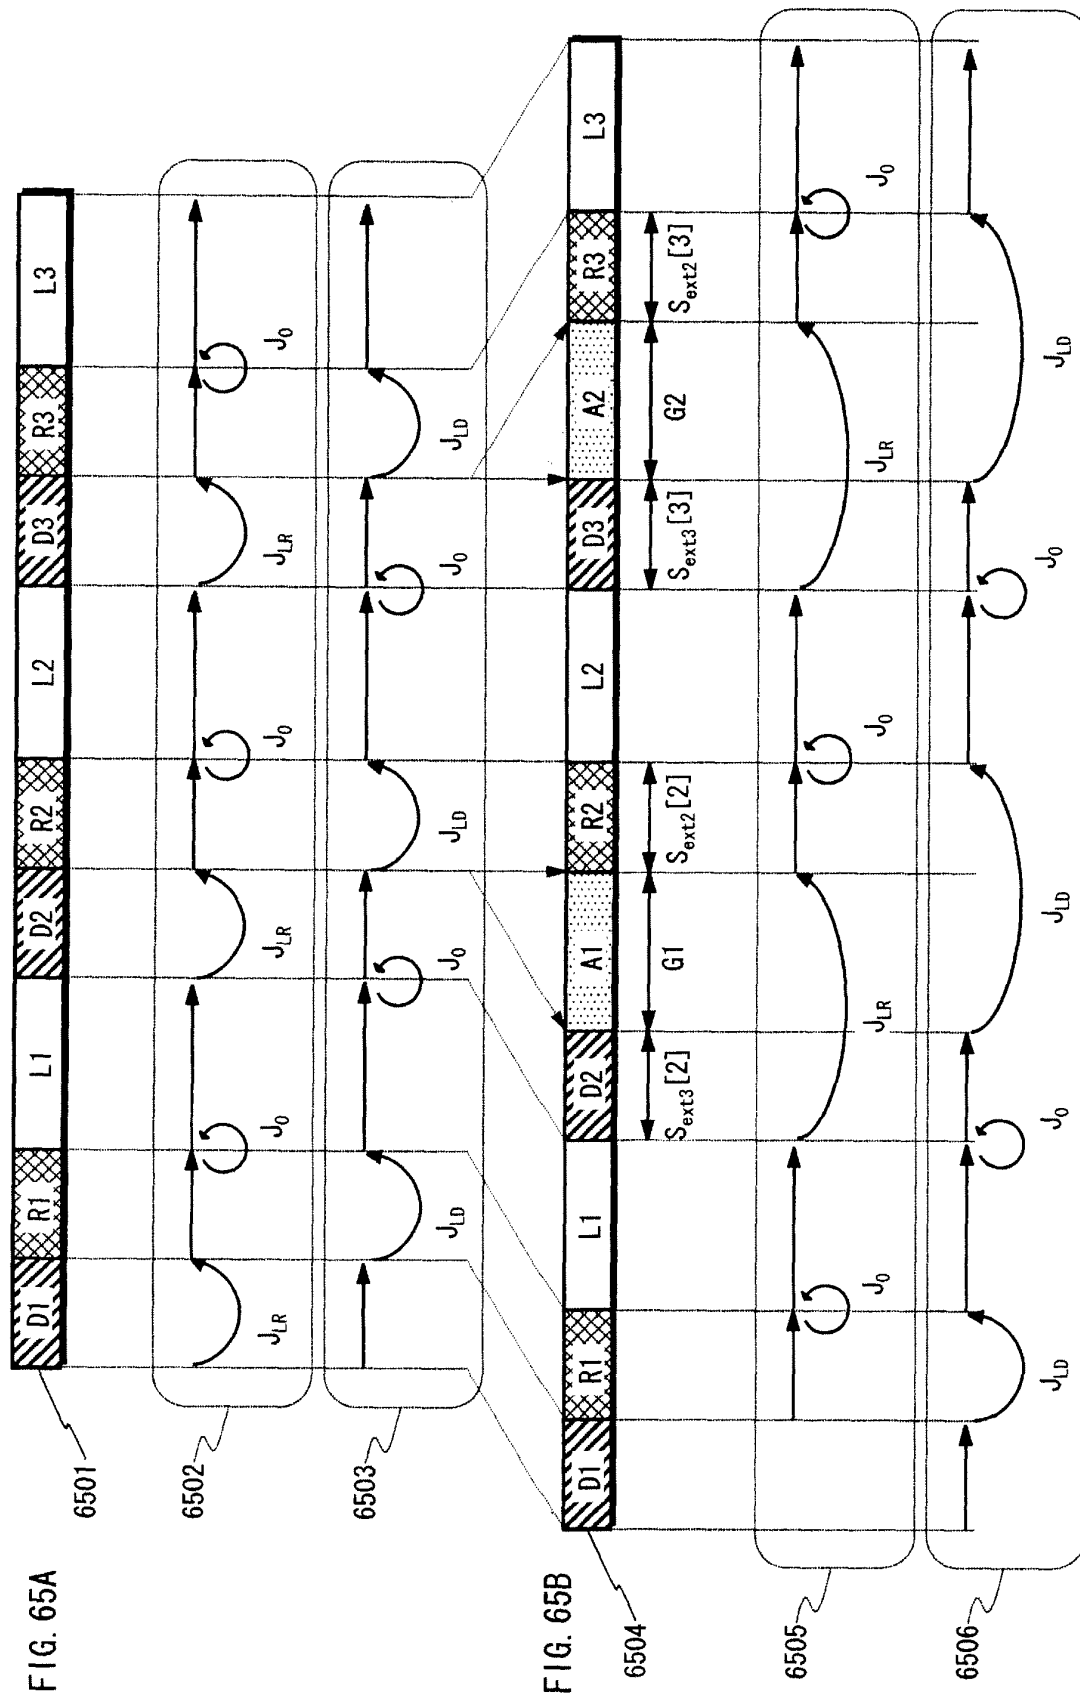 FIG. 65A
6501
D1 R1 L1 D2 R2 L2 D3 R3 L3
6502
J_LR J_0 J_LR J_0 J_LR J_0
6503
J_LD J_0 J_LD J_0 J_LD
FIG. 65B
6504
D1 R1 L1 D2 A1 R2 L2 D3 A2 R3 L3
S_ext3[2] G1 S_ext2[2] S_ext3[3] G2 S_ext2[3]
6505
J_0 J_LR J_0 J_LR J_0
6506
J_LD J_0 J_LD J_0 J_LD